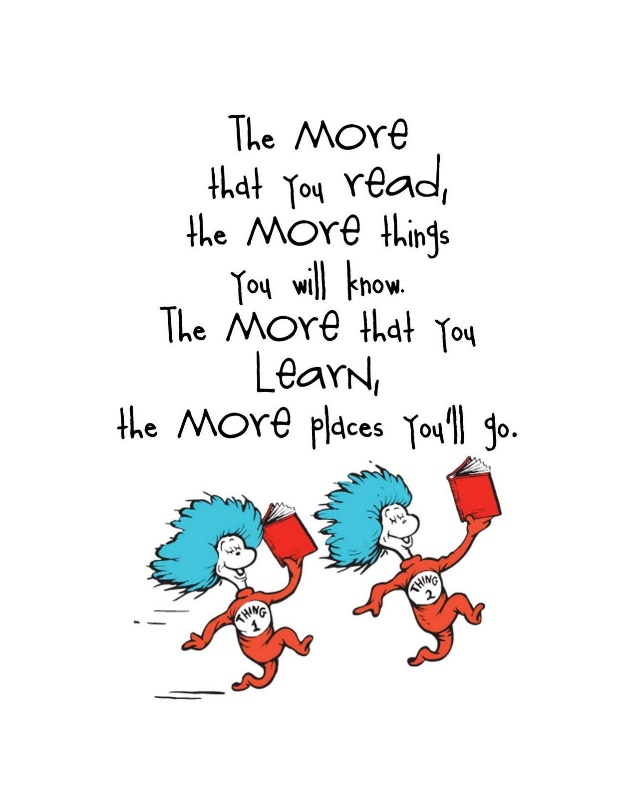 The MORE
that you read,
the MORE things
you will know.
The MORE that you
LearN,
the MORE places you'll go.
THING
1
THING
2